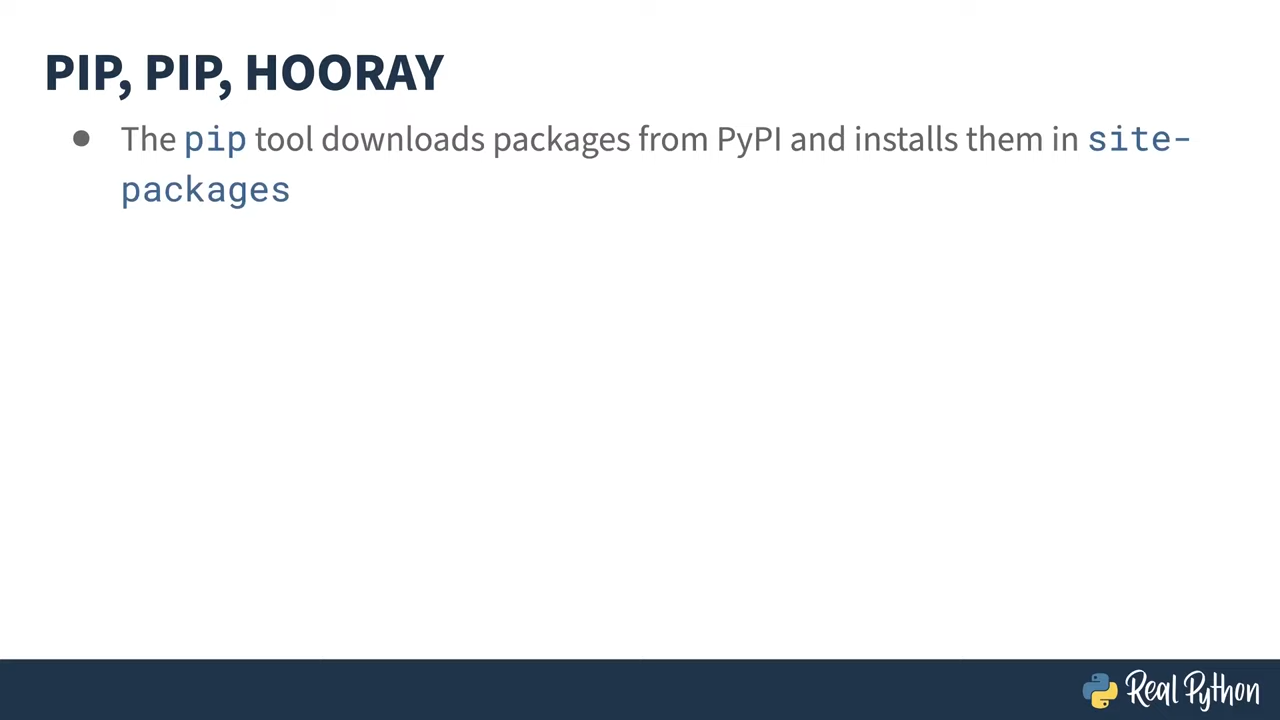 PIP, PIP, HOORAY
● The pip tool downloads packages from PyPI and installs them in site-
packages
Real Python